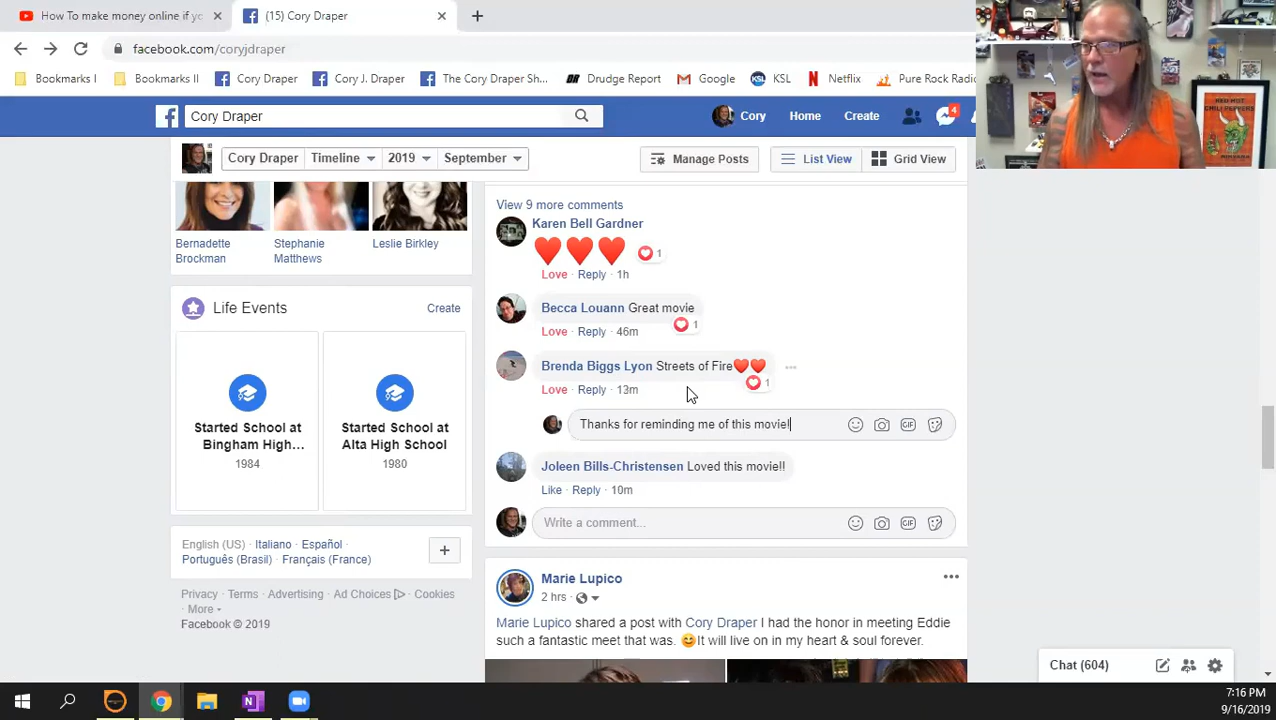 How To make money online if yo
(15) Cory Draper
facebook.com/coryjdraper
Bookmarks I
Bookmarks II
Cory Draper
Cory J. Draper
The Cory Draper Sh...
Drudge Report
Google
KSL
KSL
Netflix
Pure Rock Radio
RED HOT
CHILI PEPPERS
Cory Draper
Cory
Home
Create
4
Cory Draper
Timeline
2019
September
Manage Posts
List View
Grid View
Bernadette
Brockman
Stephanie
Matthews
Leslie Birkley
Life Events
Create
Started School at
Bingham High...
1984
Started School at
Alta High School
1980
English (US) · Italiano · Español ·
Português (Brasil) · Français (France)
Privacy · Terms · Advertising · Ad Choices · Cookies
· More
Facebook © 2019
View 9 more comments
Karen Bell Gardner
❤️❤️❤️ 1
Love · Reply · 1h
Becca Louann Great movie
1
Love · Reply · 46m
Brenda Biggs Lyon Streets of Fire❤️❤️
1
Love · Reply · 13m
Thanks for reminding me of this movie!
Joleen Bills-Christensen Loved this movie!!
Like · Reply · 10m
Write a comment...
Marie Lupico
2 hrs ·
Marie Lupico shared a post with Cory Draper I had the honor in meeting Eddie
such a fantastic meet that was. 😊It will live on in my heart & soul forever.
Chat (604)
7:16 PM
9/16/2019